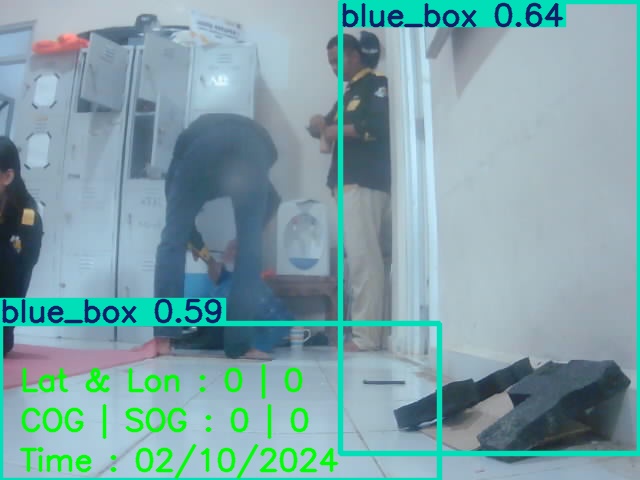 blue_box 0.64
blue_box 0.59
Lat & Lon : 0 | 0
COG | SOG : 0 | 0
Time : 02/10/2024